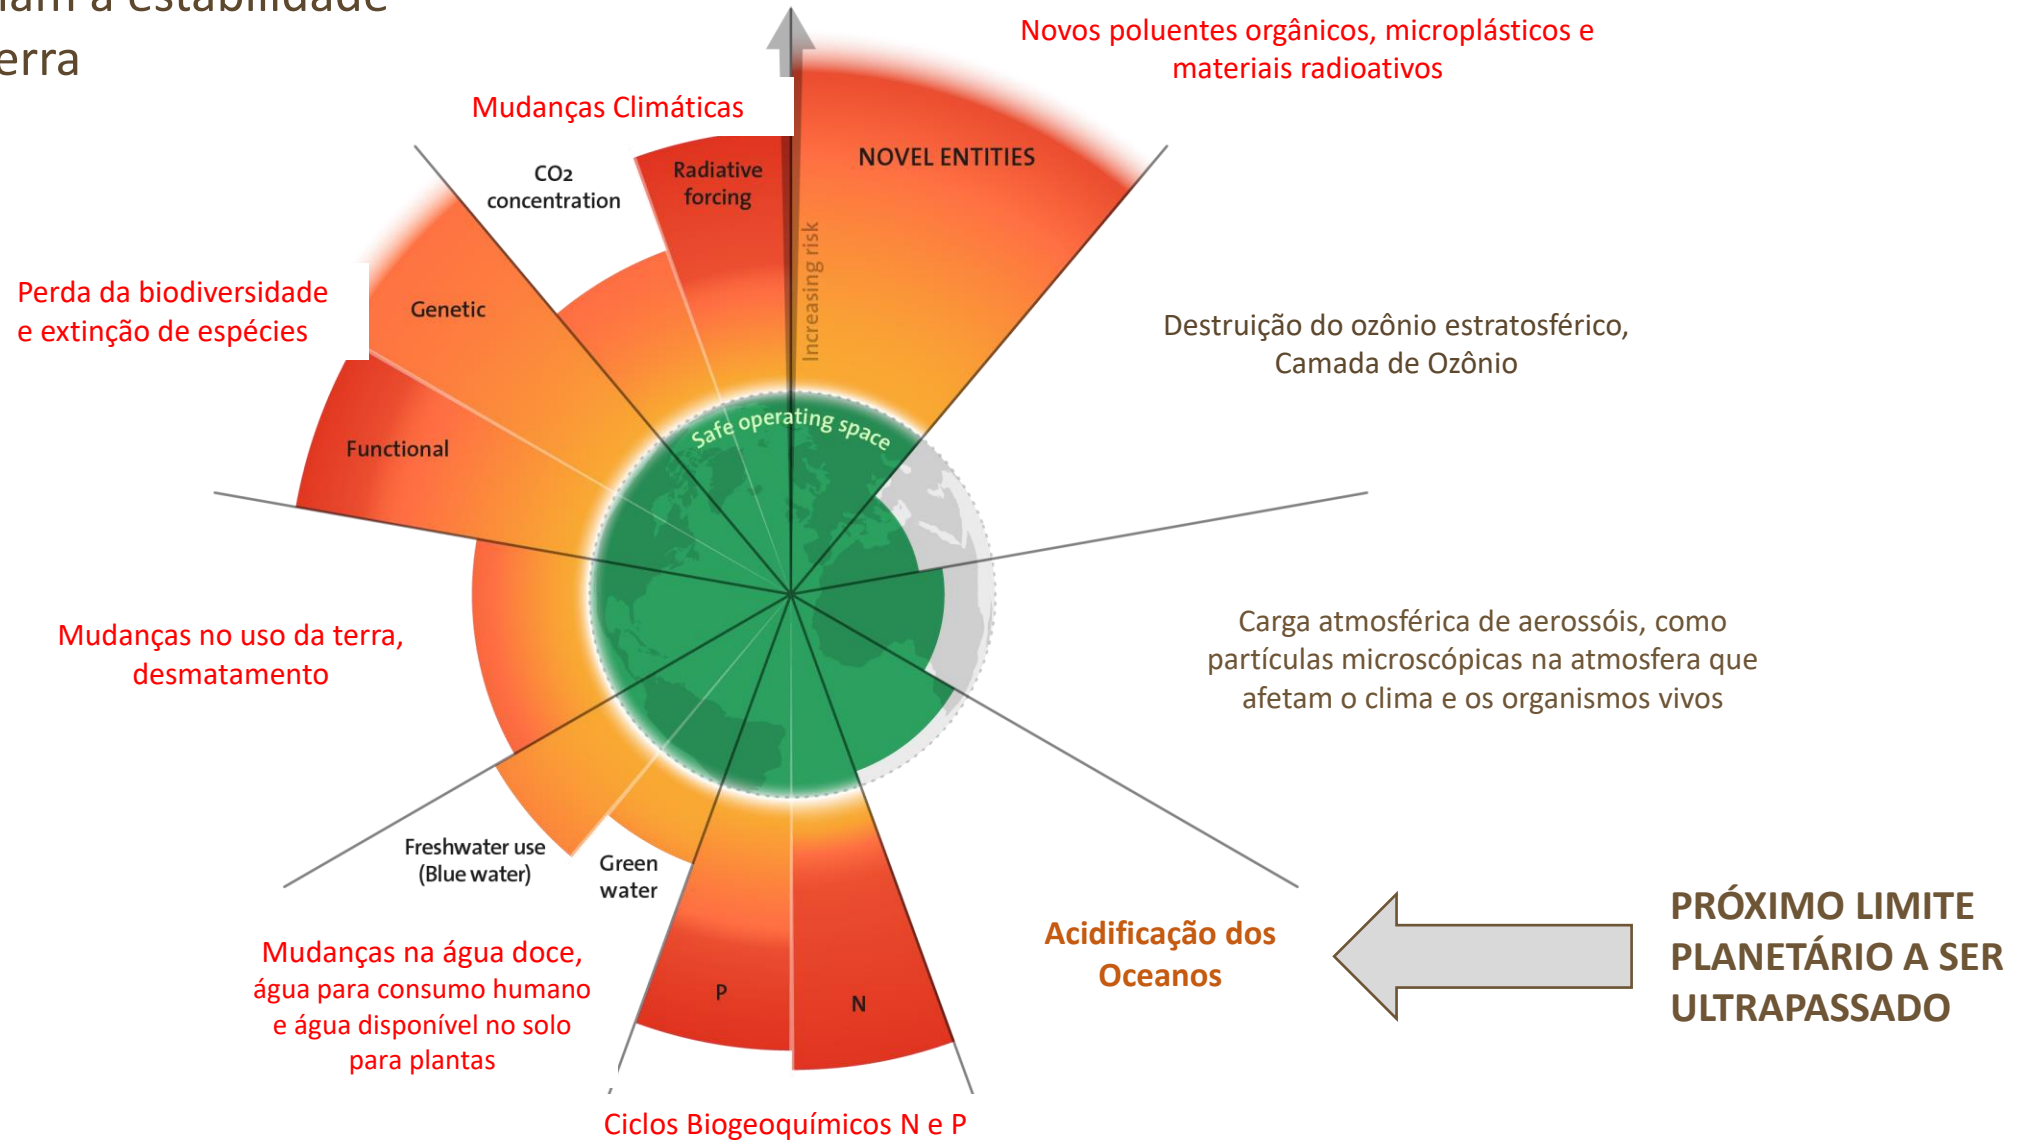 a estabilidade
erra
Novos poluentes orgânicos, microplásticos e
materiais radioativos
Mudanças Climáticas
NOVEL ENTITIES
CO2
concentration
Radiative
forcing
Increasing risk
Perda da biodiversidade
e extinção de espécies
Genetic
Destruição do ozônio estratosférico,
Camada de Ozônio
Functional
Safe operating space
Mudanças no uso da terra,
desmatamento
Carga atmosférica de aerossóis, como
partículas microscópicas na atmosfera que
afetam o clima e os organismos vivos
Freshwater use
(Blue water)
Green
water
Mudanças na água doce,
água para consumo humano
e água disponível no solo
para plantas
P
N
Acidificação dos
Oceanos
PRÓXIMO LIMITE
PLANETÁRIO A SER
ULTRAPASSADO
Ciclos Biogeoquímicos N e P